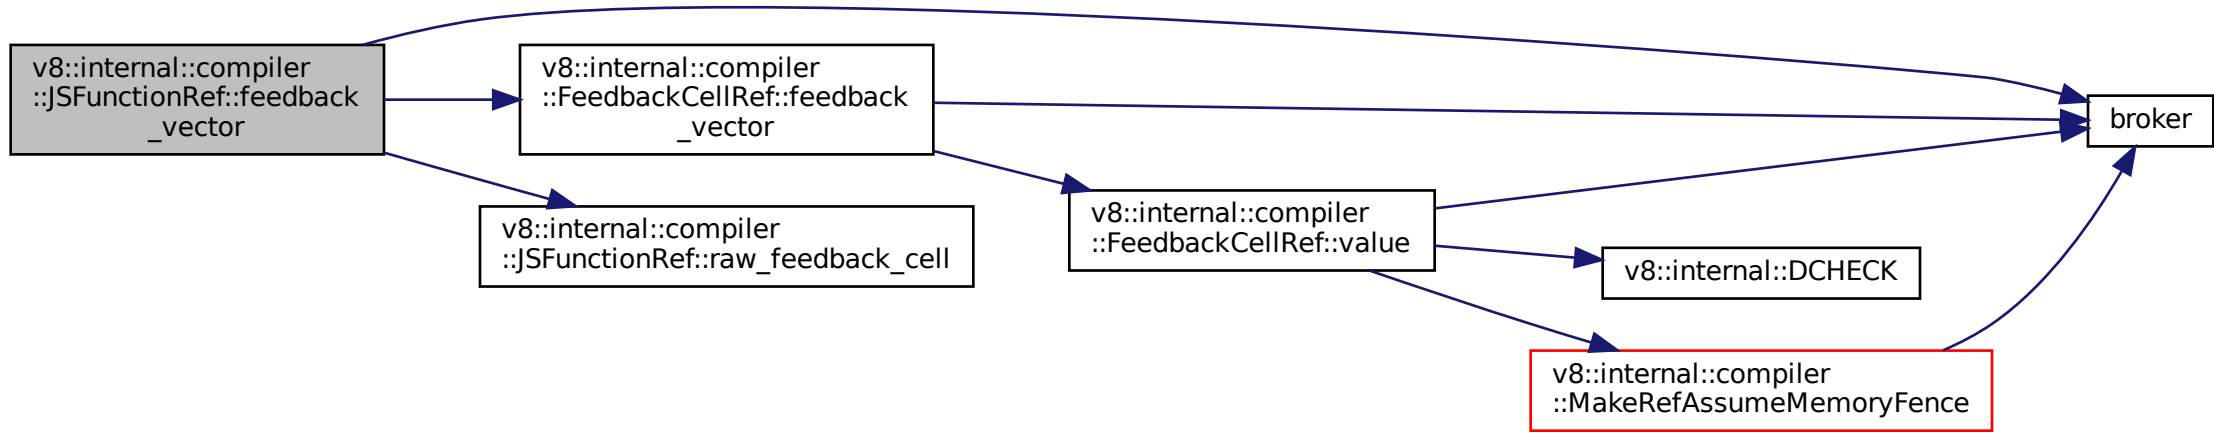 v8::internal::compiler
::JSFunctionRef::feedback
_vector
v8::internal::compiler
::FeedbackCellRef::feedback
_vector
broker
v8::internal::compiler
::JSFunctionRef::raw_feedback_cell
v8::internal::compiler
::FeedbackCellRef::value
v8::internal::DCHECK
v8::internal::compiler
::MakeRefAssumeMemoryFence